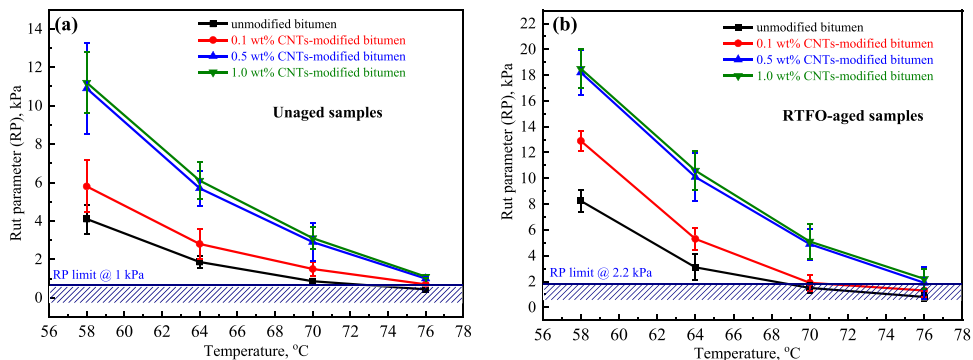 (a)
unmodified bitumen
0.1 wt% CNTs-modified bitumen
0.5 wt% CNTs-modified bitumen
1.0 wt% CNTs-modified bitumen
Unaged samples
RP limit @ 1 kPa
Rut parameter (RP), kPa
14
12
10
8
6
4
2
0
56 58 60 62 64 66 68 70 72 74 76 78
Temperature, °C
(b)
unmodified bitumen
0.1 wt% CNTs-modified bitumen
0.5 wt% CNTs-modified bitumen
1.0 wt% CNTs-modified bitumen
RTFO-aged samples
RP limit @ 2.2 kPa
Rut parameter (RP), kPa
22
20
18
16
14
12
10
8
6
4
2
0
56 58 60 62 64 66 68 70 72 74 76 78
Temperature, °C